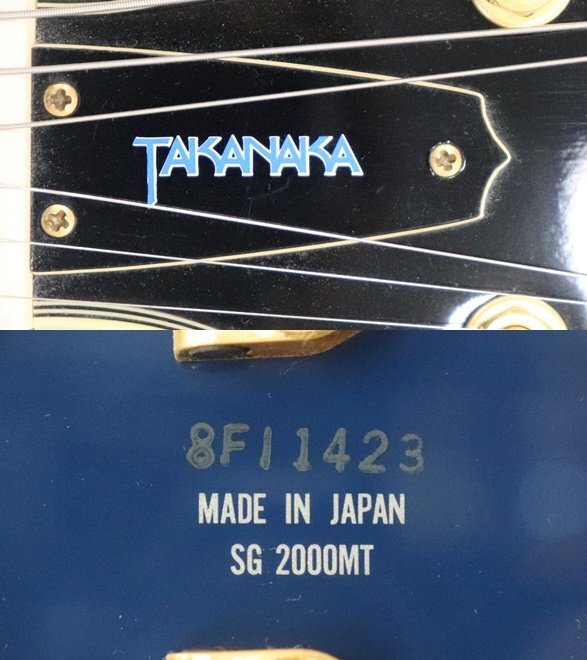 TAKANAKA
8F11423
MADE IN JAPAN
SG 2000MT